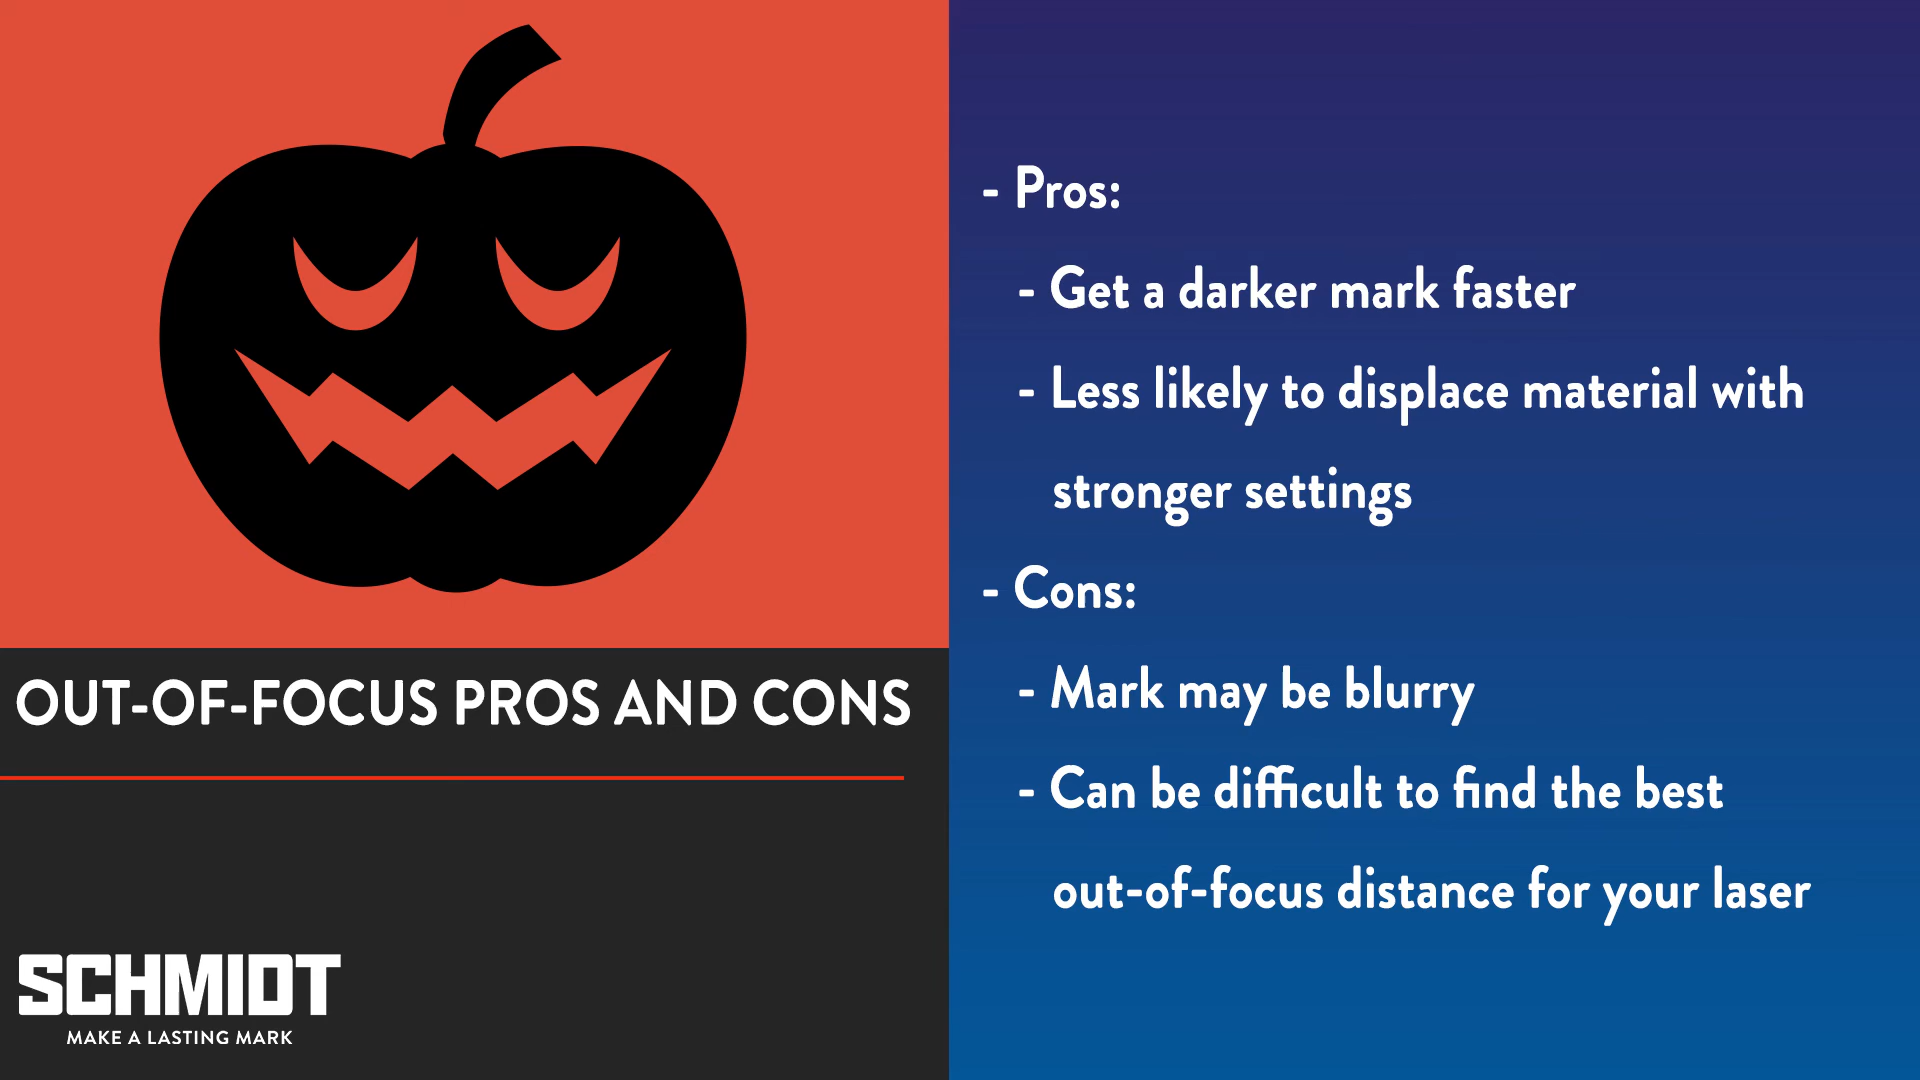 OUT-OF-FOCUS PROS AND CONS
SCHMIDT
MAKE A LASTING MARK
- Pros:
- Get a darker mark faster
- Less likely to displace material with
stronger settings
- Cons:
- Mark may be blurry
- Can be difficult to find the best
out-of-focus distance for your laser